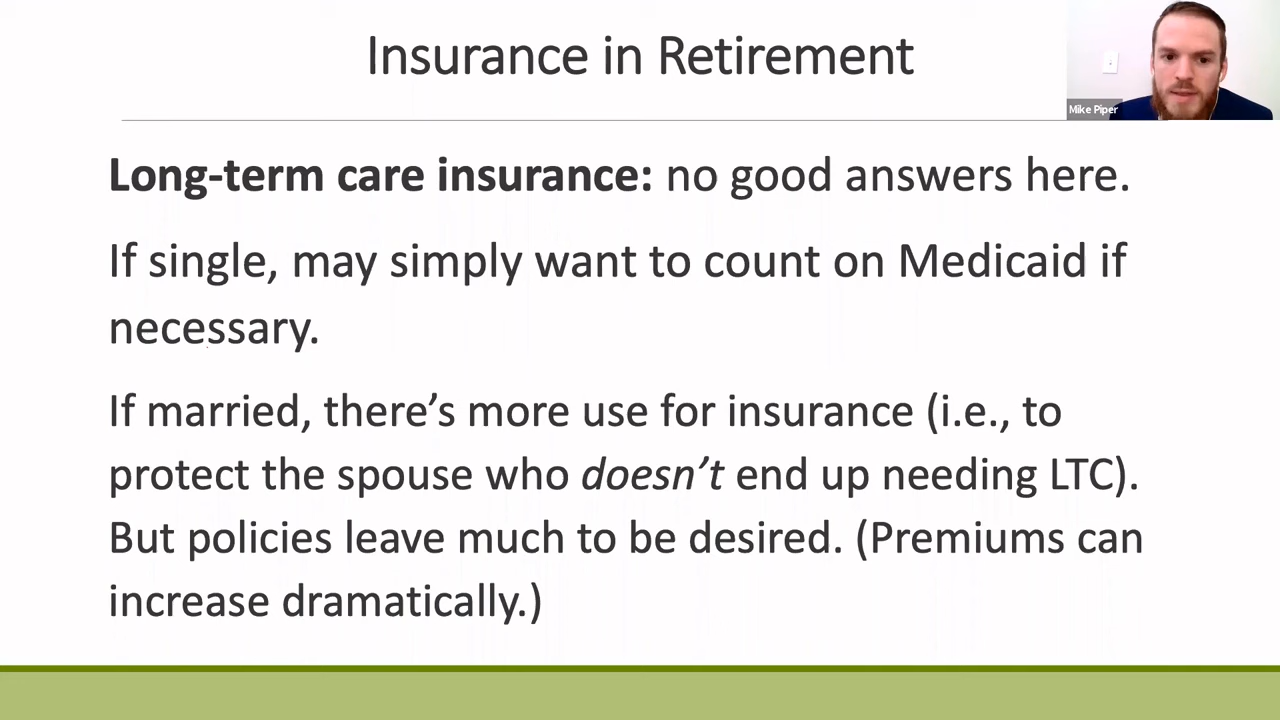 Insurance in Retirement
Mike Piper
Long-term care insurance: no good answers here.
If single, may simply want to count on Medicaid if
necessary.
If married, there’s more use for insurance (i.e., to
protect the spouse who doesn’t end up needing LTC).
But policies leave much to be desired. (Premiums can
increase dramatically.)